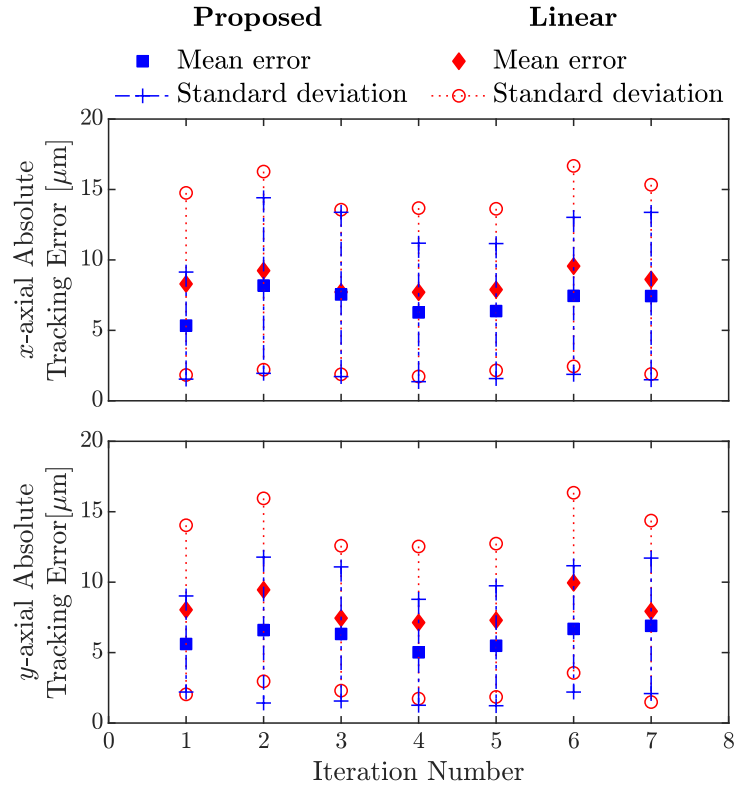 Proposed Linear
Mean error Mean error
Standard deviation Standard deviation
20
15
10
5
0
x-axial Absolute
Tracking Error [μm]
20
15
10
5
0
y-axial Absolute
Tracking Error[μm]
0 1 2 3 4 5 6 7 8
Iteration Number